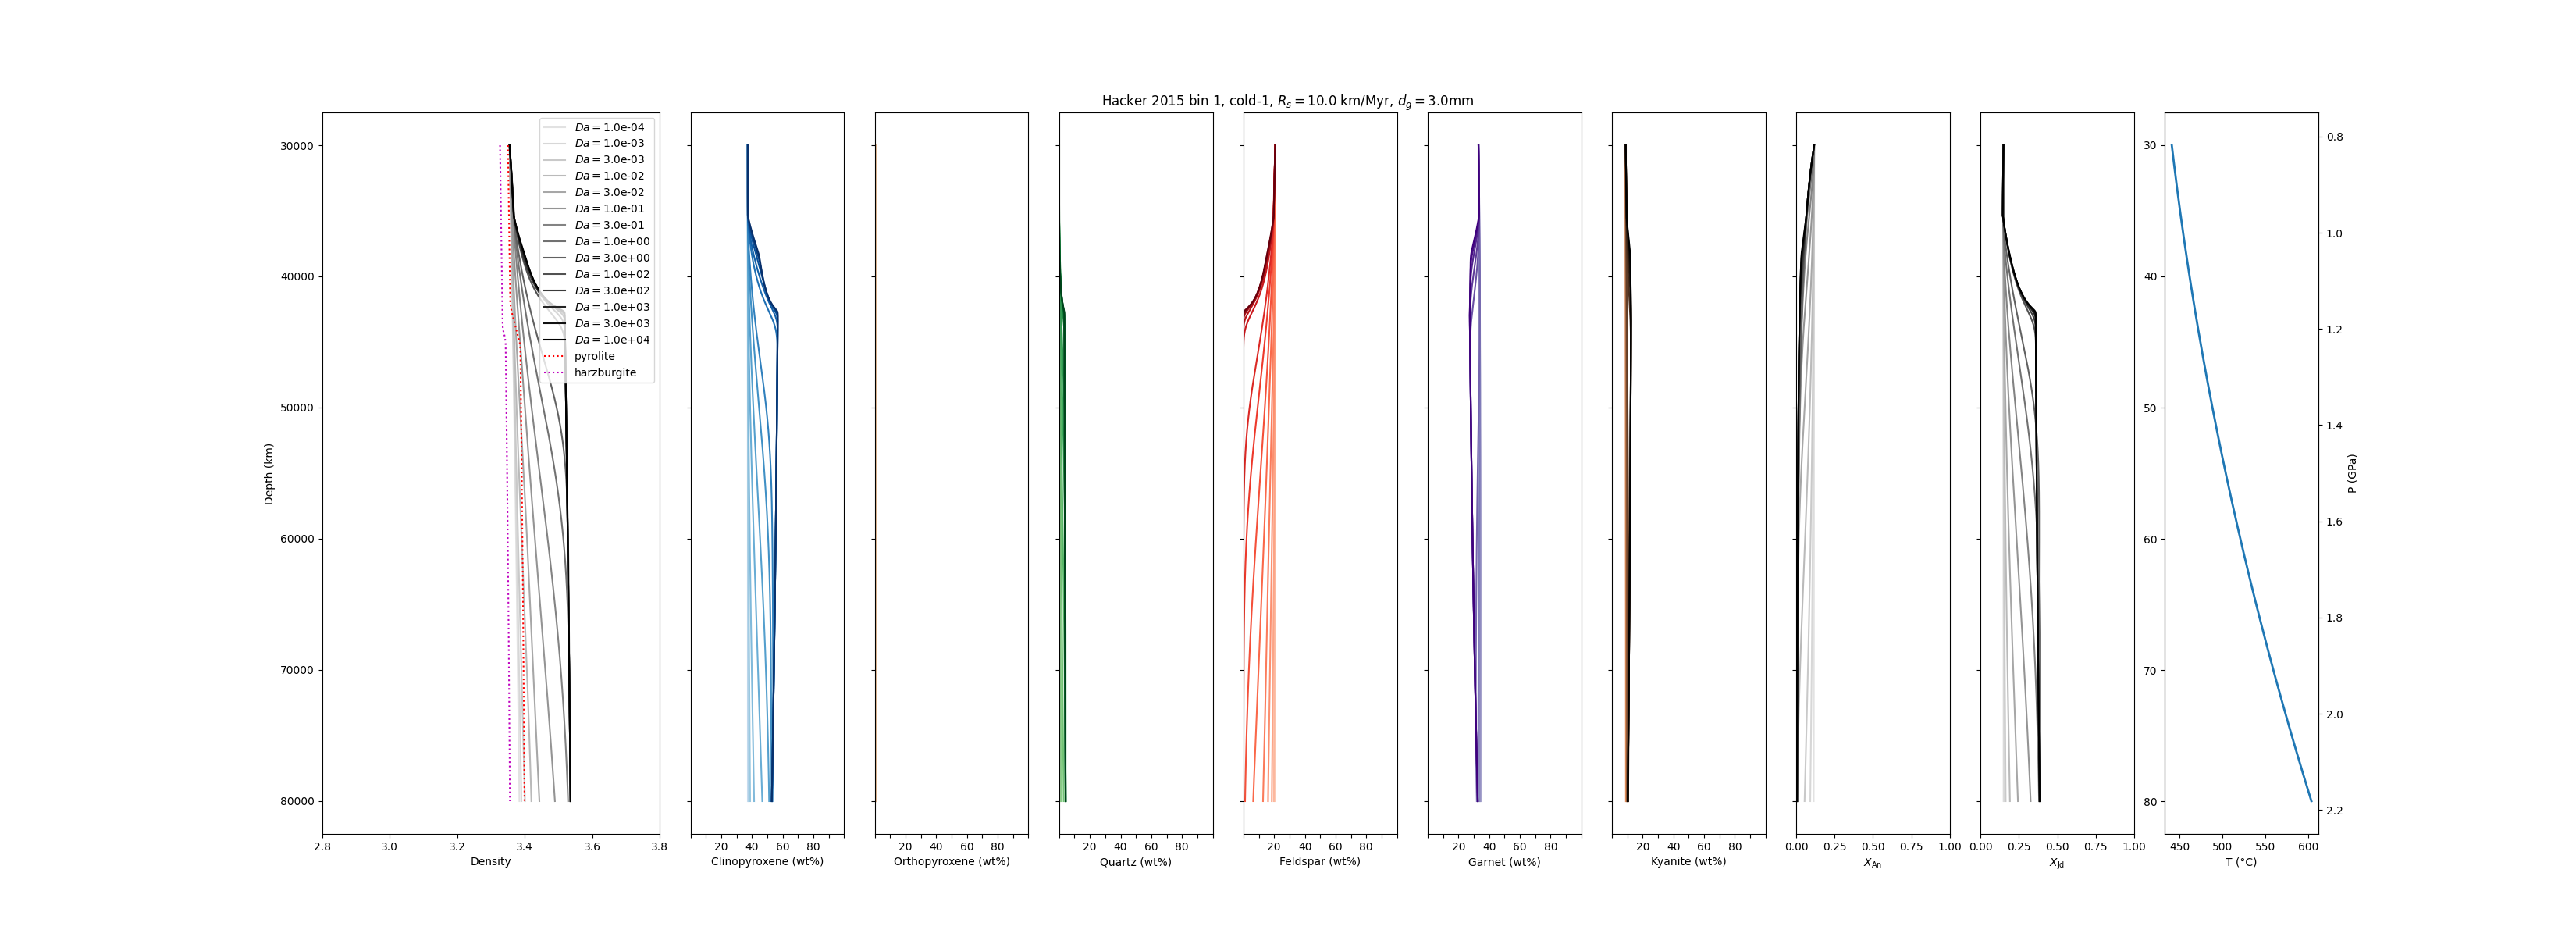 Hacker 2015 bin 1, cold-1, R_s = 10.0 km/Myr, d_g = 3.0mm
Da = 1.0e-04
Da = 1.0e-03
Da = 3.0e-03
Da = 1.0e-02
Da = 3.0e-02
Da = 1.0e-01
Da = 3.0e-01
Da = 1.0e+00
Da = 3.0e+00
Da = 1.0e+02
Da = 3.0e+02
Da = 1.0e+03
Da = 3.0e+03
Da = 1.0e+04
pyrolite
harzburgite
30000
40000
50000
60000
70000
80000
Depth (km)
2.8 3.0 3.2 3.4 3.6 3.8
Density
20 40 60 80
Clinopyroxene (wt%)
20 40 60 80
Orthopyroxene (wt%)
20 40 60 80
Quartz (wt%)
20 40 60 80
Feldspar (wt%)
20 40 60 80
Garnet (wt%)
20 40 60 80
Kyanite (wt%)
0.00 0.25 0.50 0.75 1.00
X_An
0.00 0.25 0.50 0.75 1.00
X_Jd
30
40
50
60
70
80
450 500 550 600
T (°C)
0.8
1.0
1.2
1.4
1.6
1.8
2.0
2.2
P (GPa)